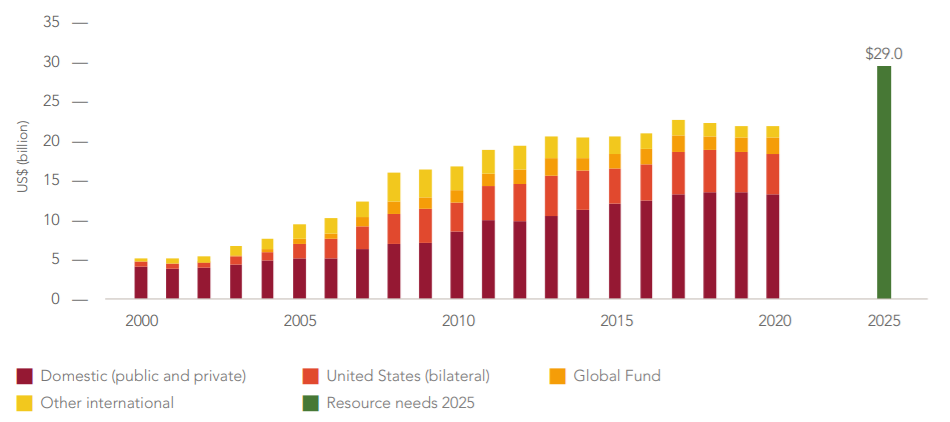 35
30
25
20
15
10
5
0
US$ (billion)
$29.0
2000 2005 2010 2015 2020 2025
Domestic (public and private) United States (bilateral) Global Fund
Other international Resource needs 2025